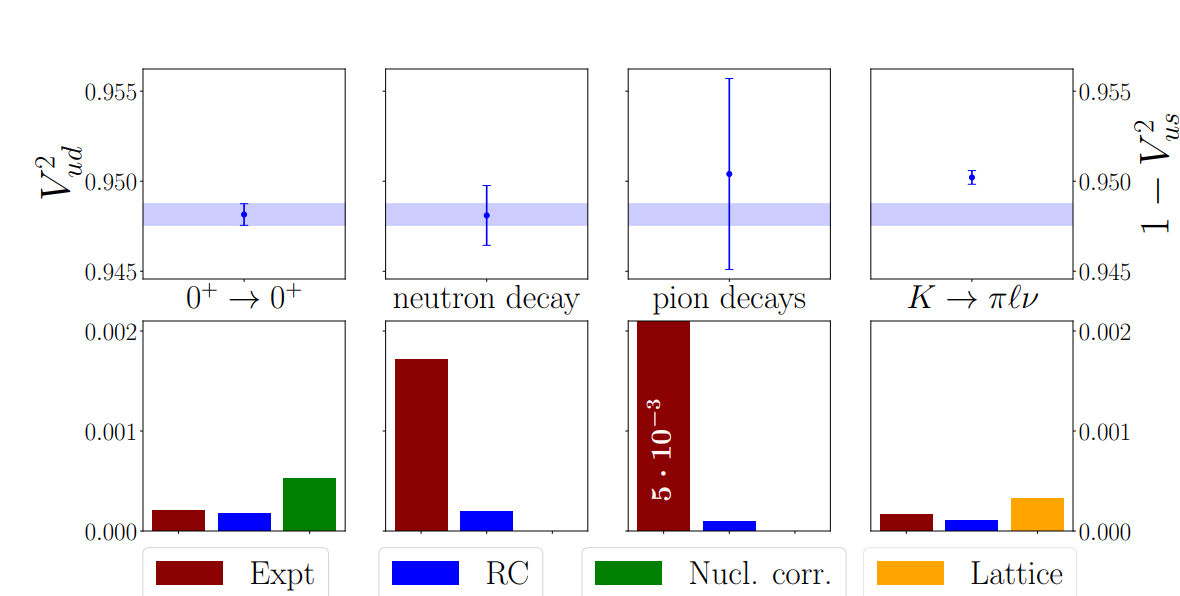 0.955
0.950
0.945
V²ud
0.955
0.950
0.945
1 − V²us
0⁺ → 0⁺
neutron decay
pion decays
K → πℓν
0.002
0.001
0.000
5 · 10⁻³
0.002
0.001
0.000
Expt
RC
Nucl. corr.
Lattice